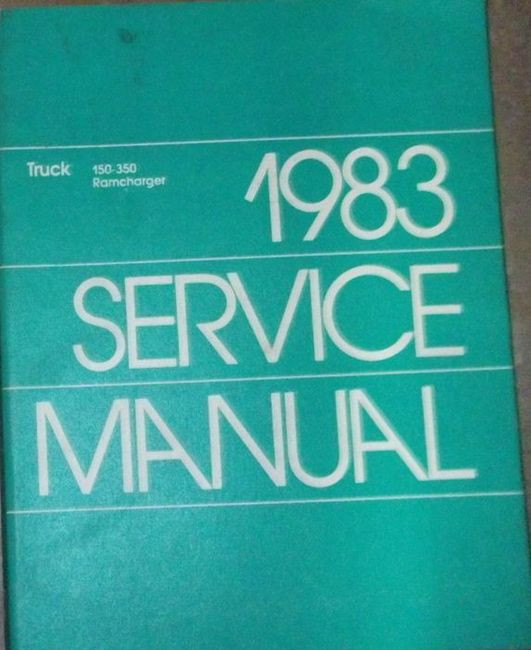 Truck 150-350
Ramcharger
1983
SERVICE
MANUAL